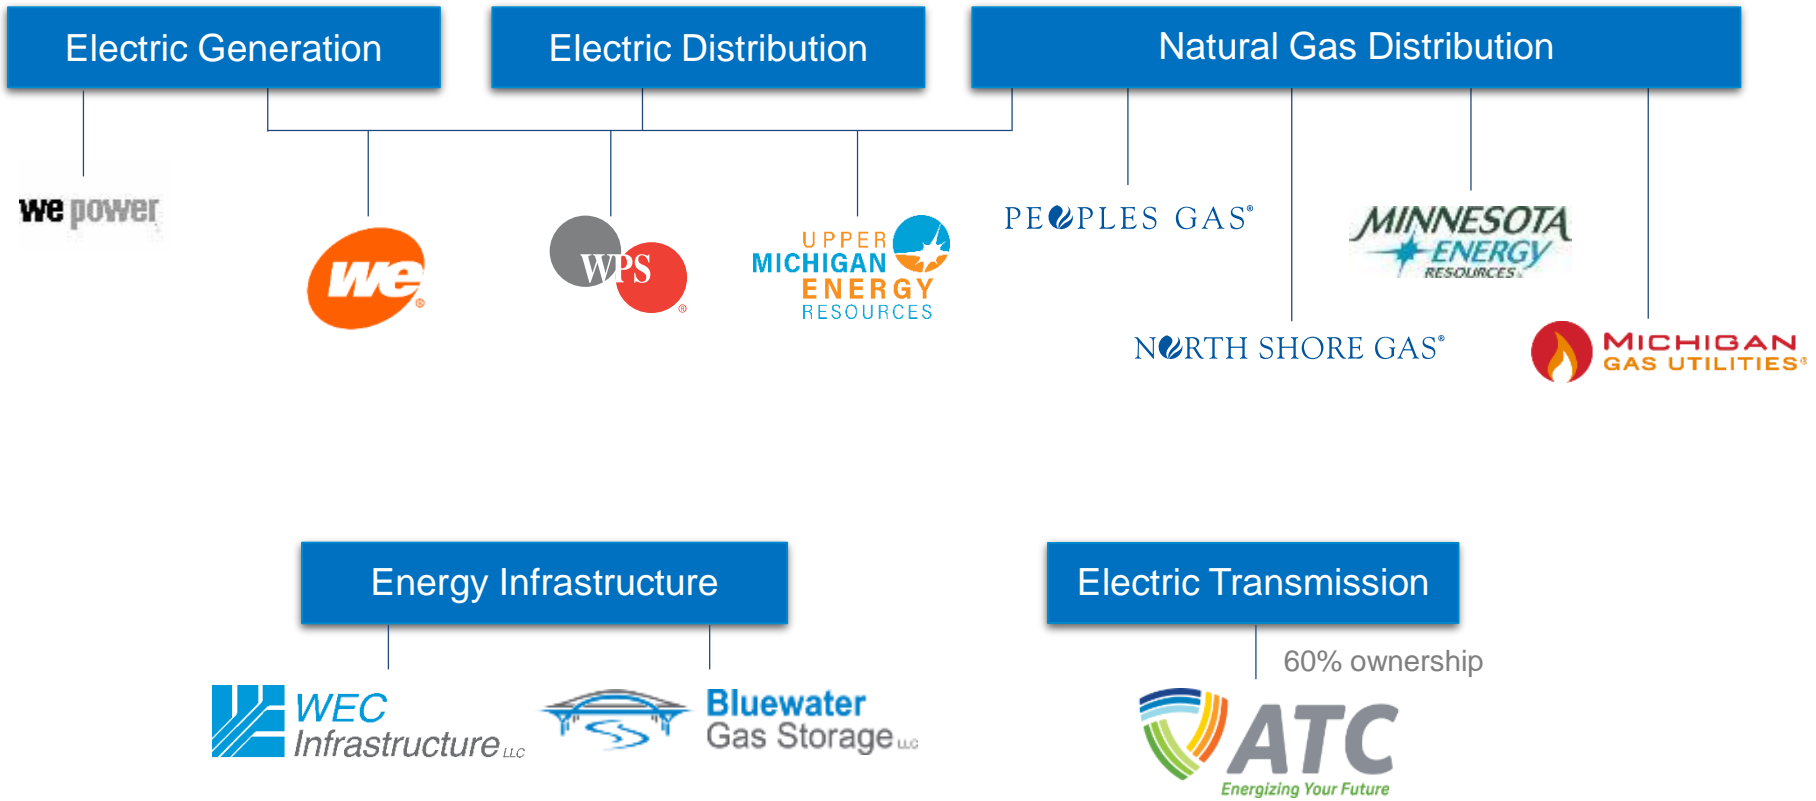 Electric Generation
Electric Distribution
Natural Gas Distribution
we power
we®
WPS®
UPPER
MICHIGAN
ENERGY
RESOURCES
PEOPLES GAS®
MINNESOTA
ENERGY
RESOURCES
NORTH SHORE GAS®
MICHIGAN
GAS UTILITIES®
Energy Infrastructure
Electric Transmission
60% ownership
WEC
Infrastructure LLC
Bluewater
Gas Storage LLC
ATC
Energizing Your Future